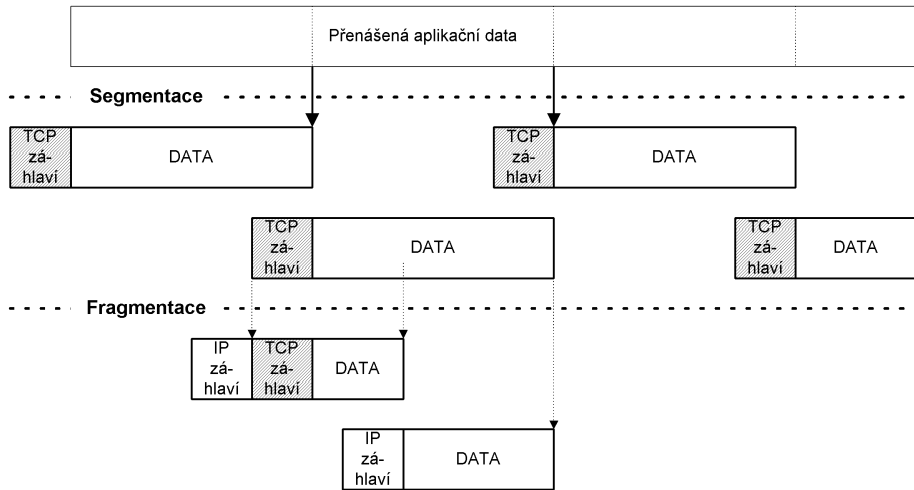 Přenášená aplikační data
Segmentace
TCP
zá-
hlaví
DATA
TCP
zá-
hlaví
DATA
TCP
zá-
hlaví
DATA
TCP
zá-
hlaví
DATA
Fragmentace
IP
zá-
hlaví
TCP
zá-
hlaví
DATA
IP
zá-
hlaví
DATA